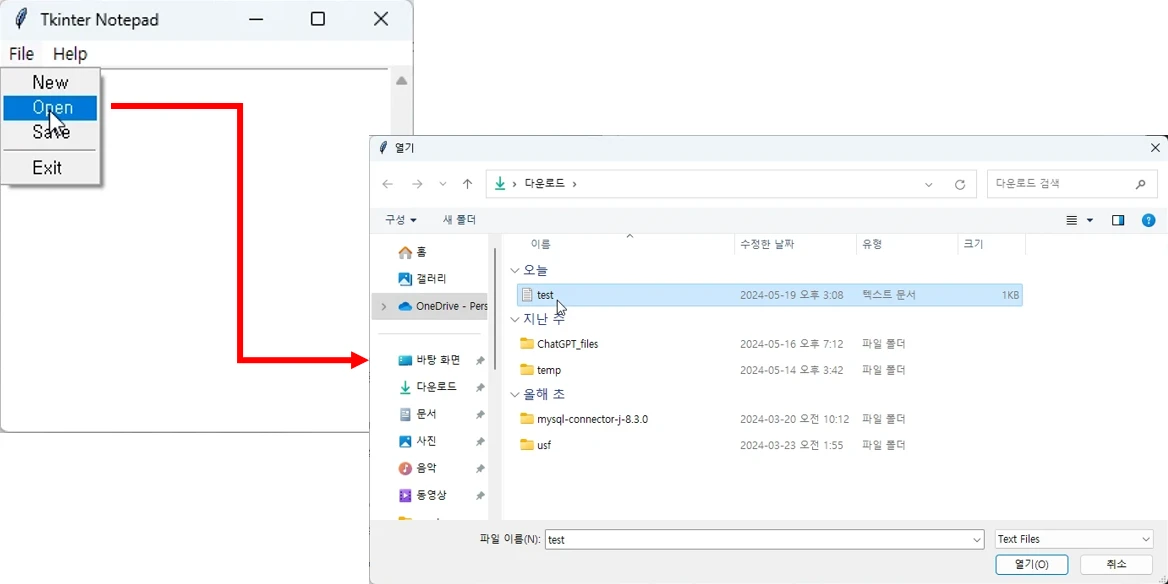 Tkinter Notepad
File Help
New
Open
Save
Exit
열기
다운로드
다운로드 검색
구성 새 폴더
이름 수정한 날짜 유형 크기
홈
갤러리
OneDrive - Pers
바탕 화면
다운로드
문서
사진
음악
동영상
오늘
test 2024-05-19 오후 3:08 텍스트 문서 1KB
지난 주
ChatGPT_files 2024-05-16 오후 7:12 파일 폴더
temp 2024-05-14 오후 3:42 파일 폴더
올해 초
mysql-connector-j-8.3.0 2024-03-20 오전 10:12 파일 폴더
usf 2024-03-23 오전 1:55 파일 폴더
파일 이름(N): test Text Files
열기(O) 취소